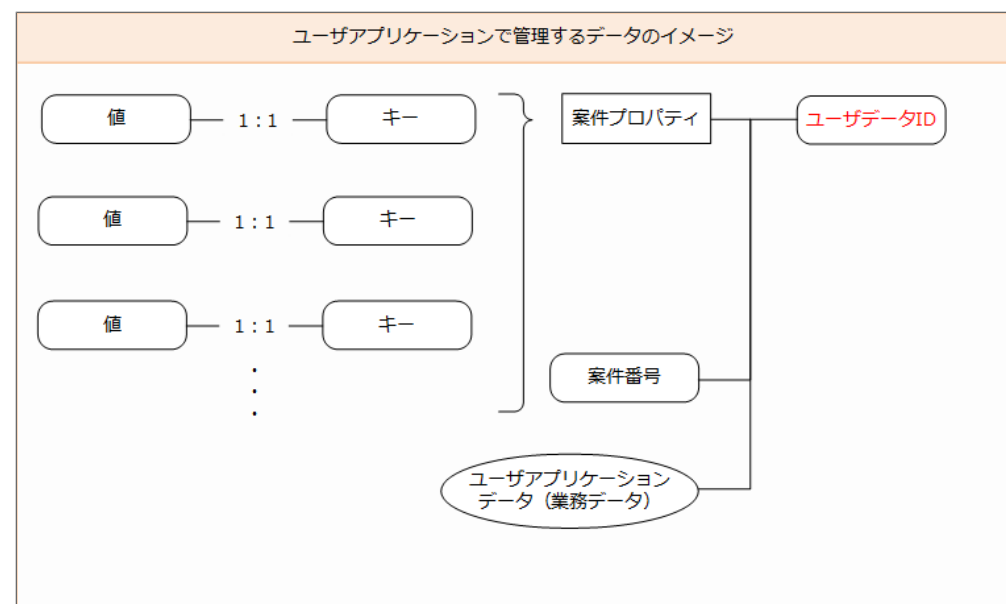 ユーザアプリケーションで管理するデータのイメージ
値 1:1 キー 案件プロパティ ユーザデータID
値 1:1 キー
値 1:1 キー
・
・
・
案件番号
ユーザアプリケーション
データ（業務データ）